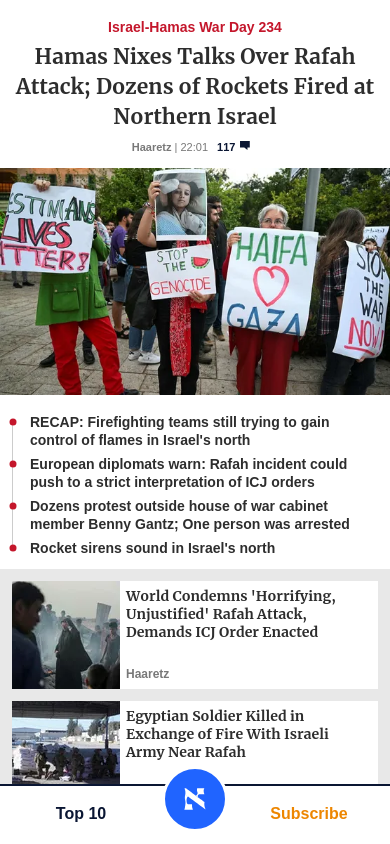 Israel-Hamas War Day 234
Hamas Nixes Talks Over Rafah
Attack; Dozens of Rockets Fired at
Northern Israel
Haaretz | 22:01 117
ESTINIANS
LIVES
TTER!
STOP
THE
GENOCIDE
HAIFA
GAZA
STOP
THE
WAR
NOW!
RECAP: Firefighting teams still trying to gain
control of flames in Israel's north
European diplomats warn: Rafah incident could
push to a strict interpretation of ICJ orders
Dozens protest outside house of war cabinet
member Benny Gantz; One person was arrested
Rocket sirens sound in Israel's north
World Condemns 'Horrifying,
Unjustified' Rafah Attack,
Demands ICJ Order Enacted
Haaretz
Egyptian Soldier Killed in
Exchange of Fire With Israeli
Army Near Rafah
Top 10
Subscribe